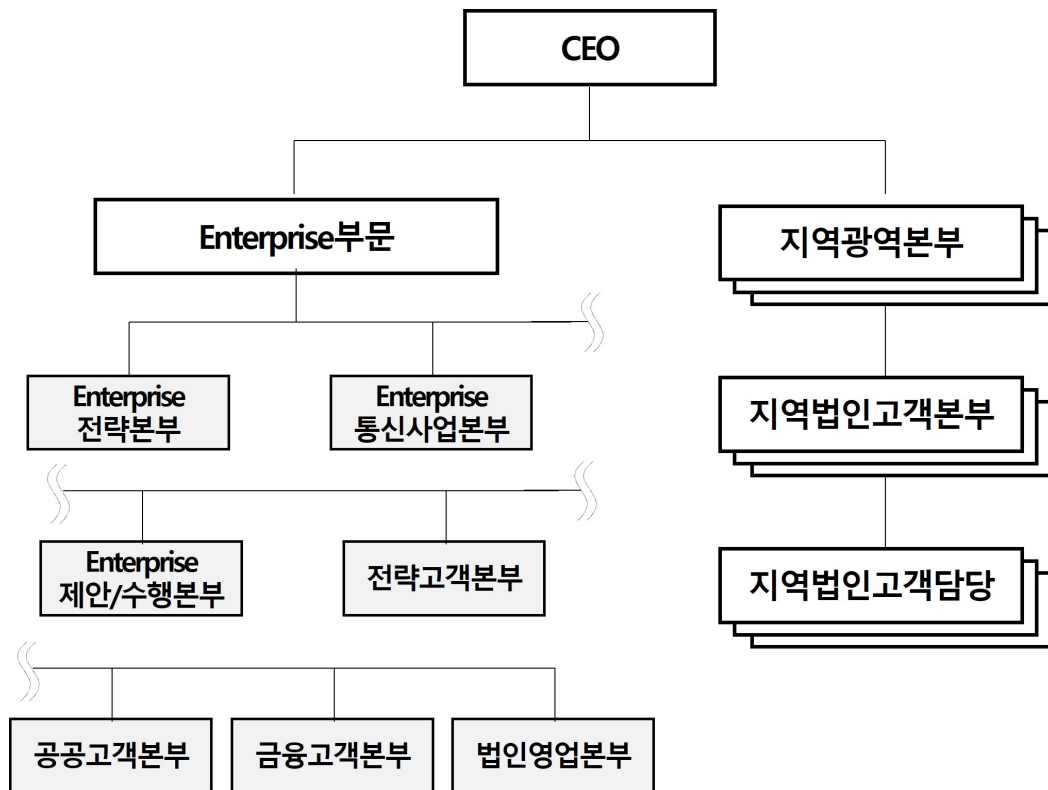 CEO
Enterprise부문
지역광역본부
Enterprise
전략본부
Enterprise
통신사업본부
지역법인고객본부
Enterprise
제안/수행본부
전략고객본부
지역법인고객담당
공공고객본부
금융고객본부
법인영업본부